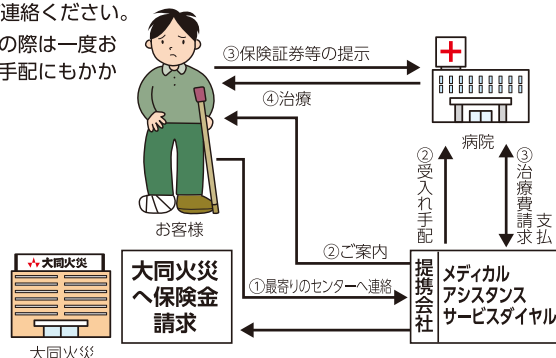 連絡ください。
の際は一度お
手配にもかか
③保険証券等の提示
④治療
病院
お客様
②受入れ手配
③治療費請求
支払
②ご案内
①最寄りのセンターへ連絡
大同火災
大同火災
へ保険金
請求
提携会社
メディカル
アシスタンス
サービスダイヤル
大同火災